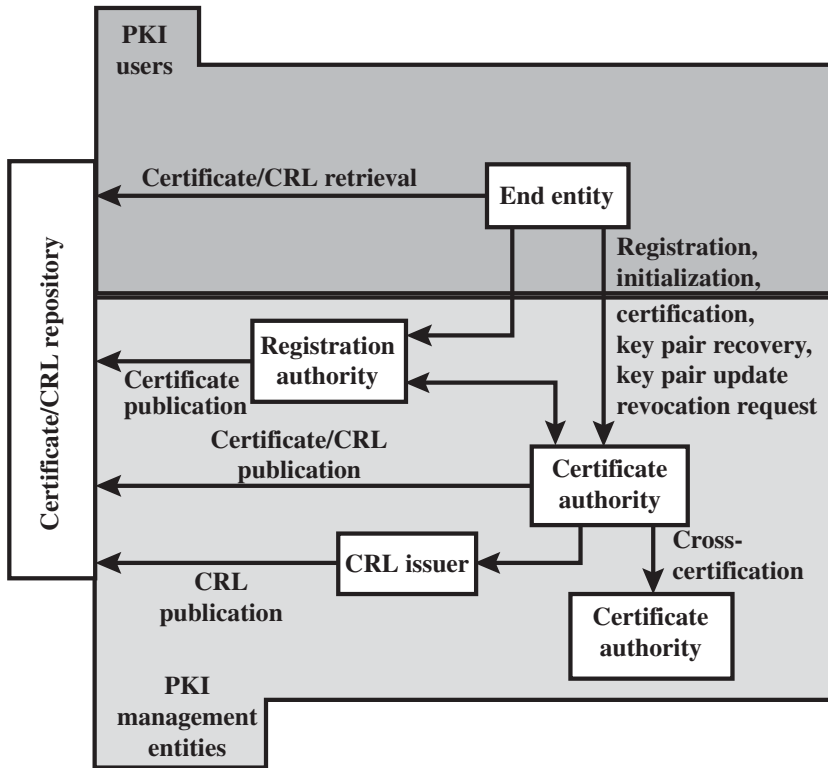 PKI
users
Certificate/CRL retrieval
End entity
Certificate/CRL repository
Registration,
initialization,
certification,
key pair recovery,
key pair update
revocation request
Registration
authority
Certificate
publication
Certificate/CRL
publication
Certificate
authority
CRL issuer
CRL
publication
Cross-
certification
Certificate
authority
PKI
management
entities